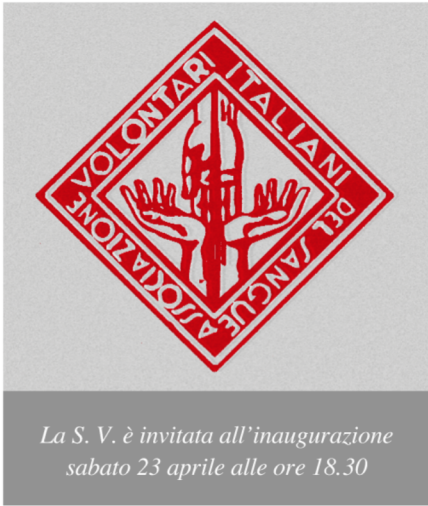 ASSOCIAZIONE
VOLONTARI
ITALIANI
DEL SANGUE
La S. V. è invitata all’inaugurazione
sabato 23 aprile alle ore 18.30